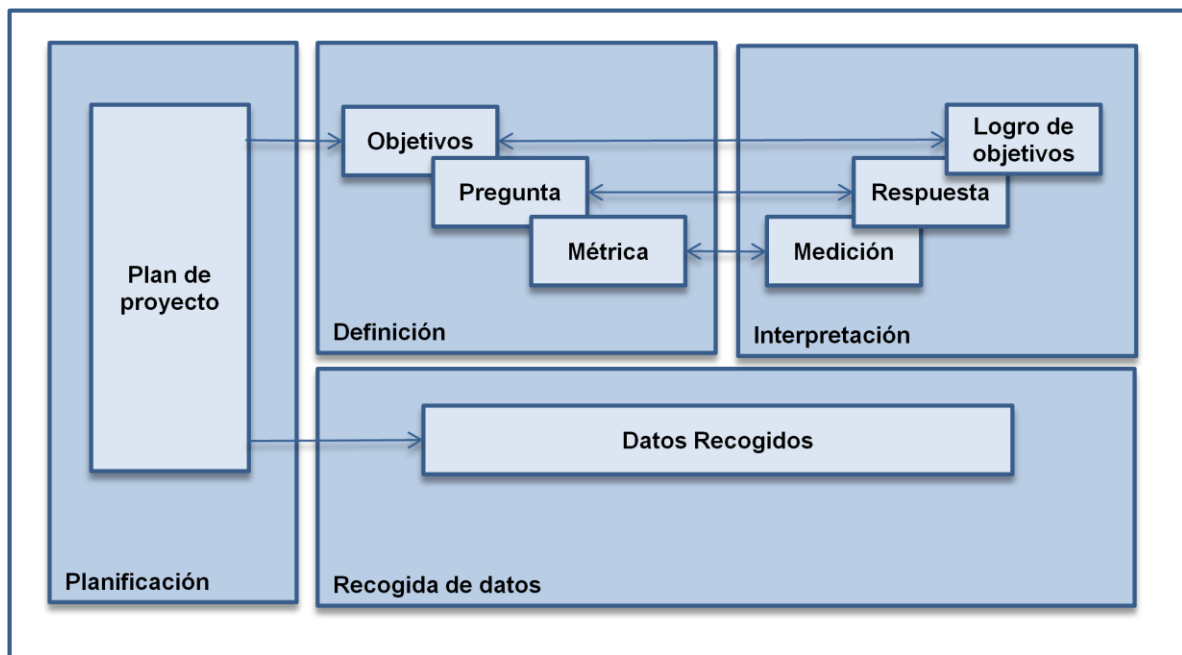 Plan de
proyecto
Planificación
Objetivos
Pregunta
Métrica
Definición
Logro de
objetivos
Respuesta
Medición
Interpretación
Datos Recogidos
Recogida de datos